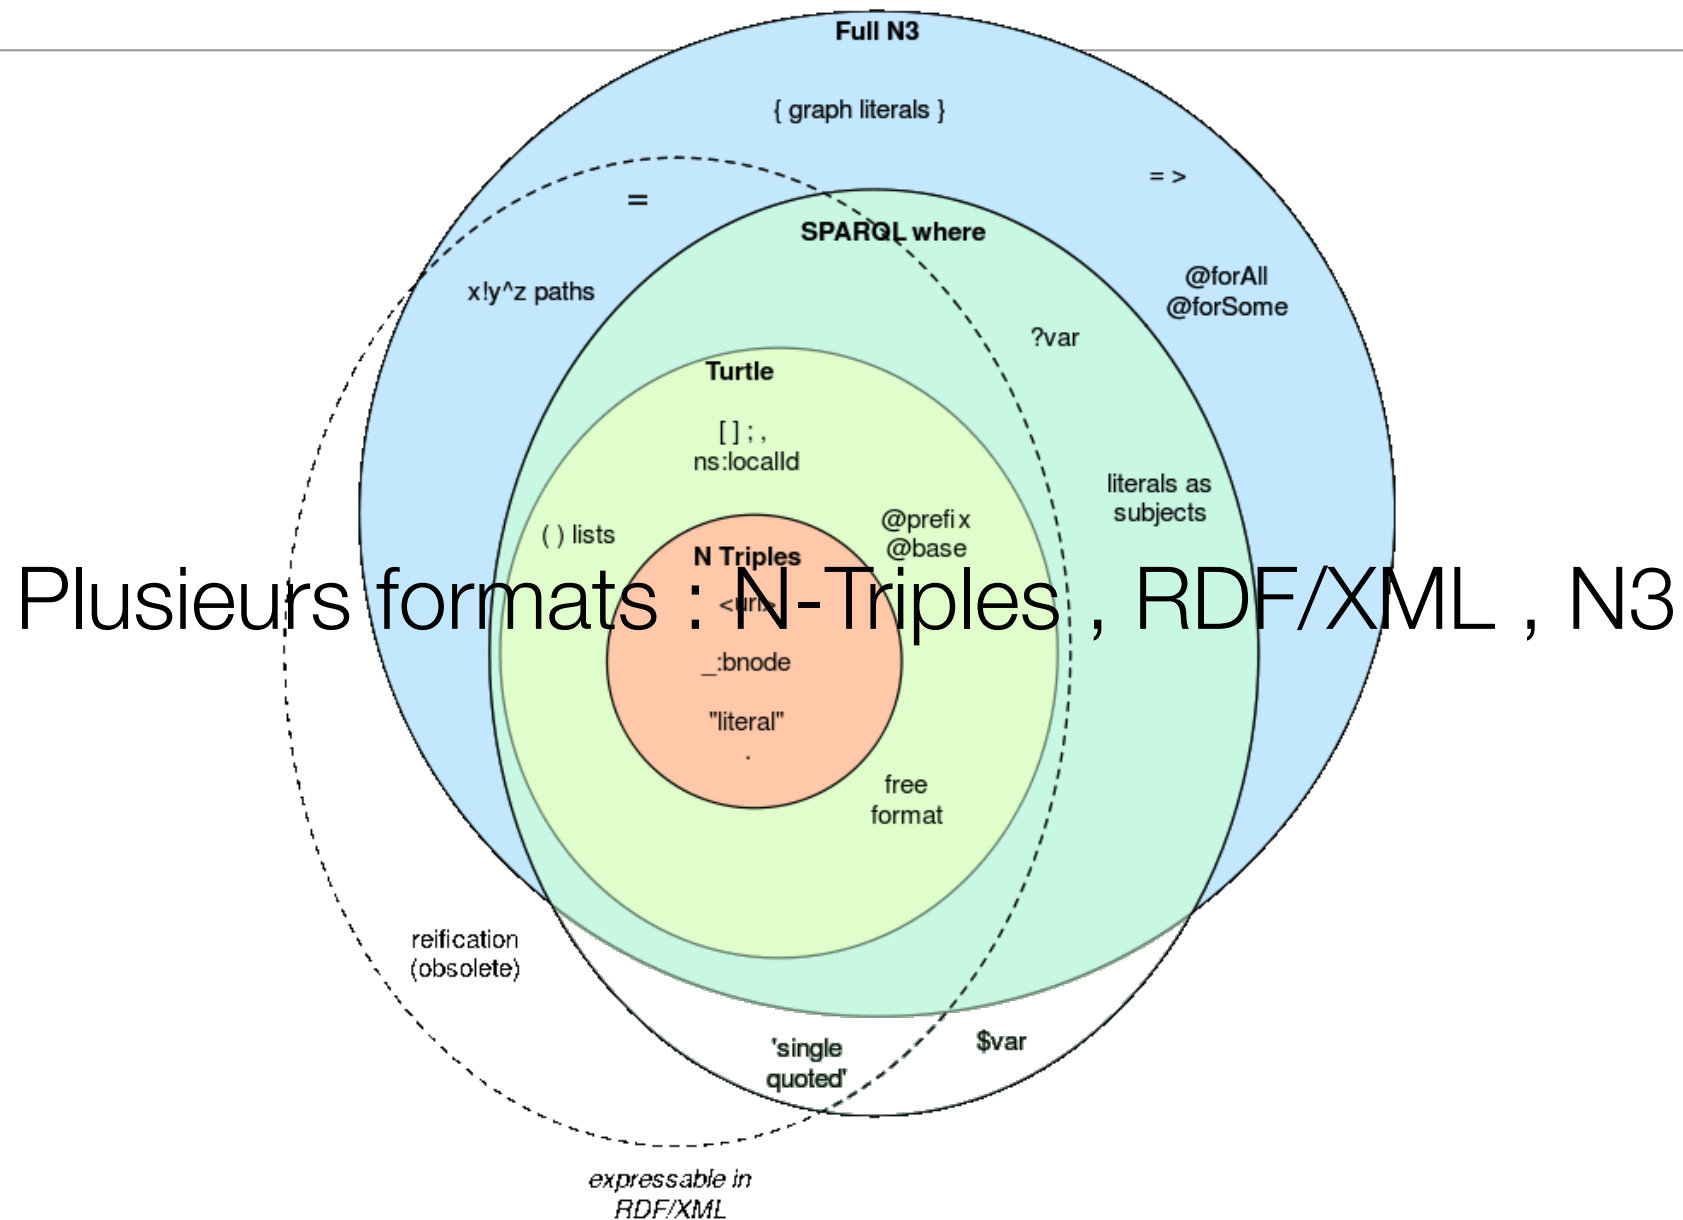 Full N3
{ graph literals }
= >
=
SPARQL where
@forAll
@forSome
x!y^z paths
?var
Turtle
[ ] ; ,
ns:localId
literals as
subjects
( ) lists
@prefix
@base
N Triples
Plusieurs formats : N-Triples , RDF/XML , N3
<uri>
_:bnode
"literal"
.
free
format
reification
(obsolete)
'single
quoted'
$var
expressable in
RDF/XML